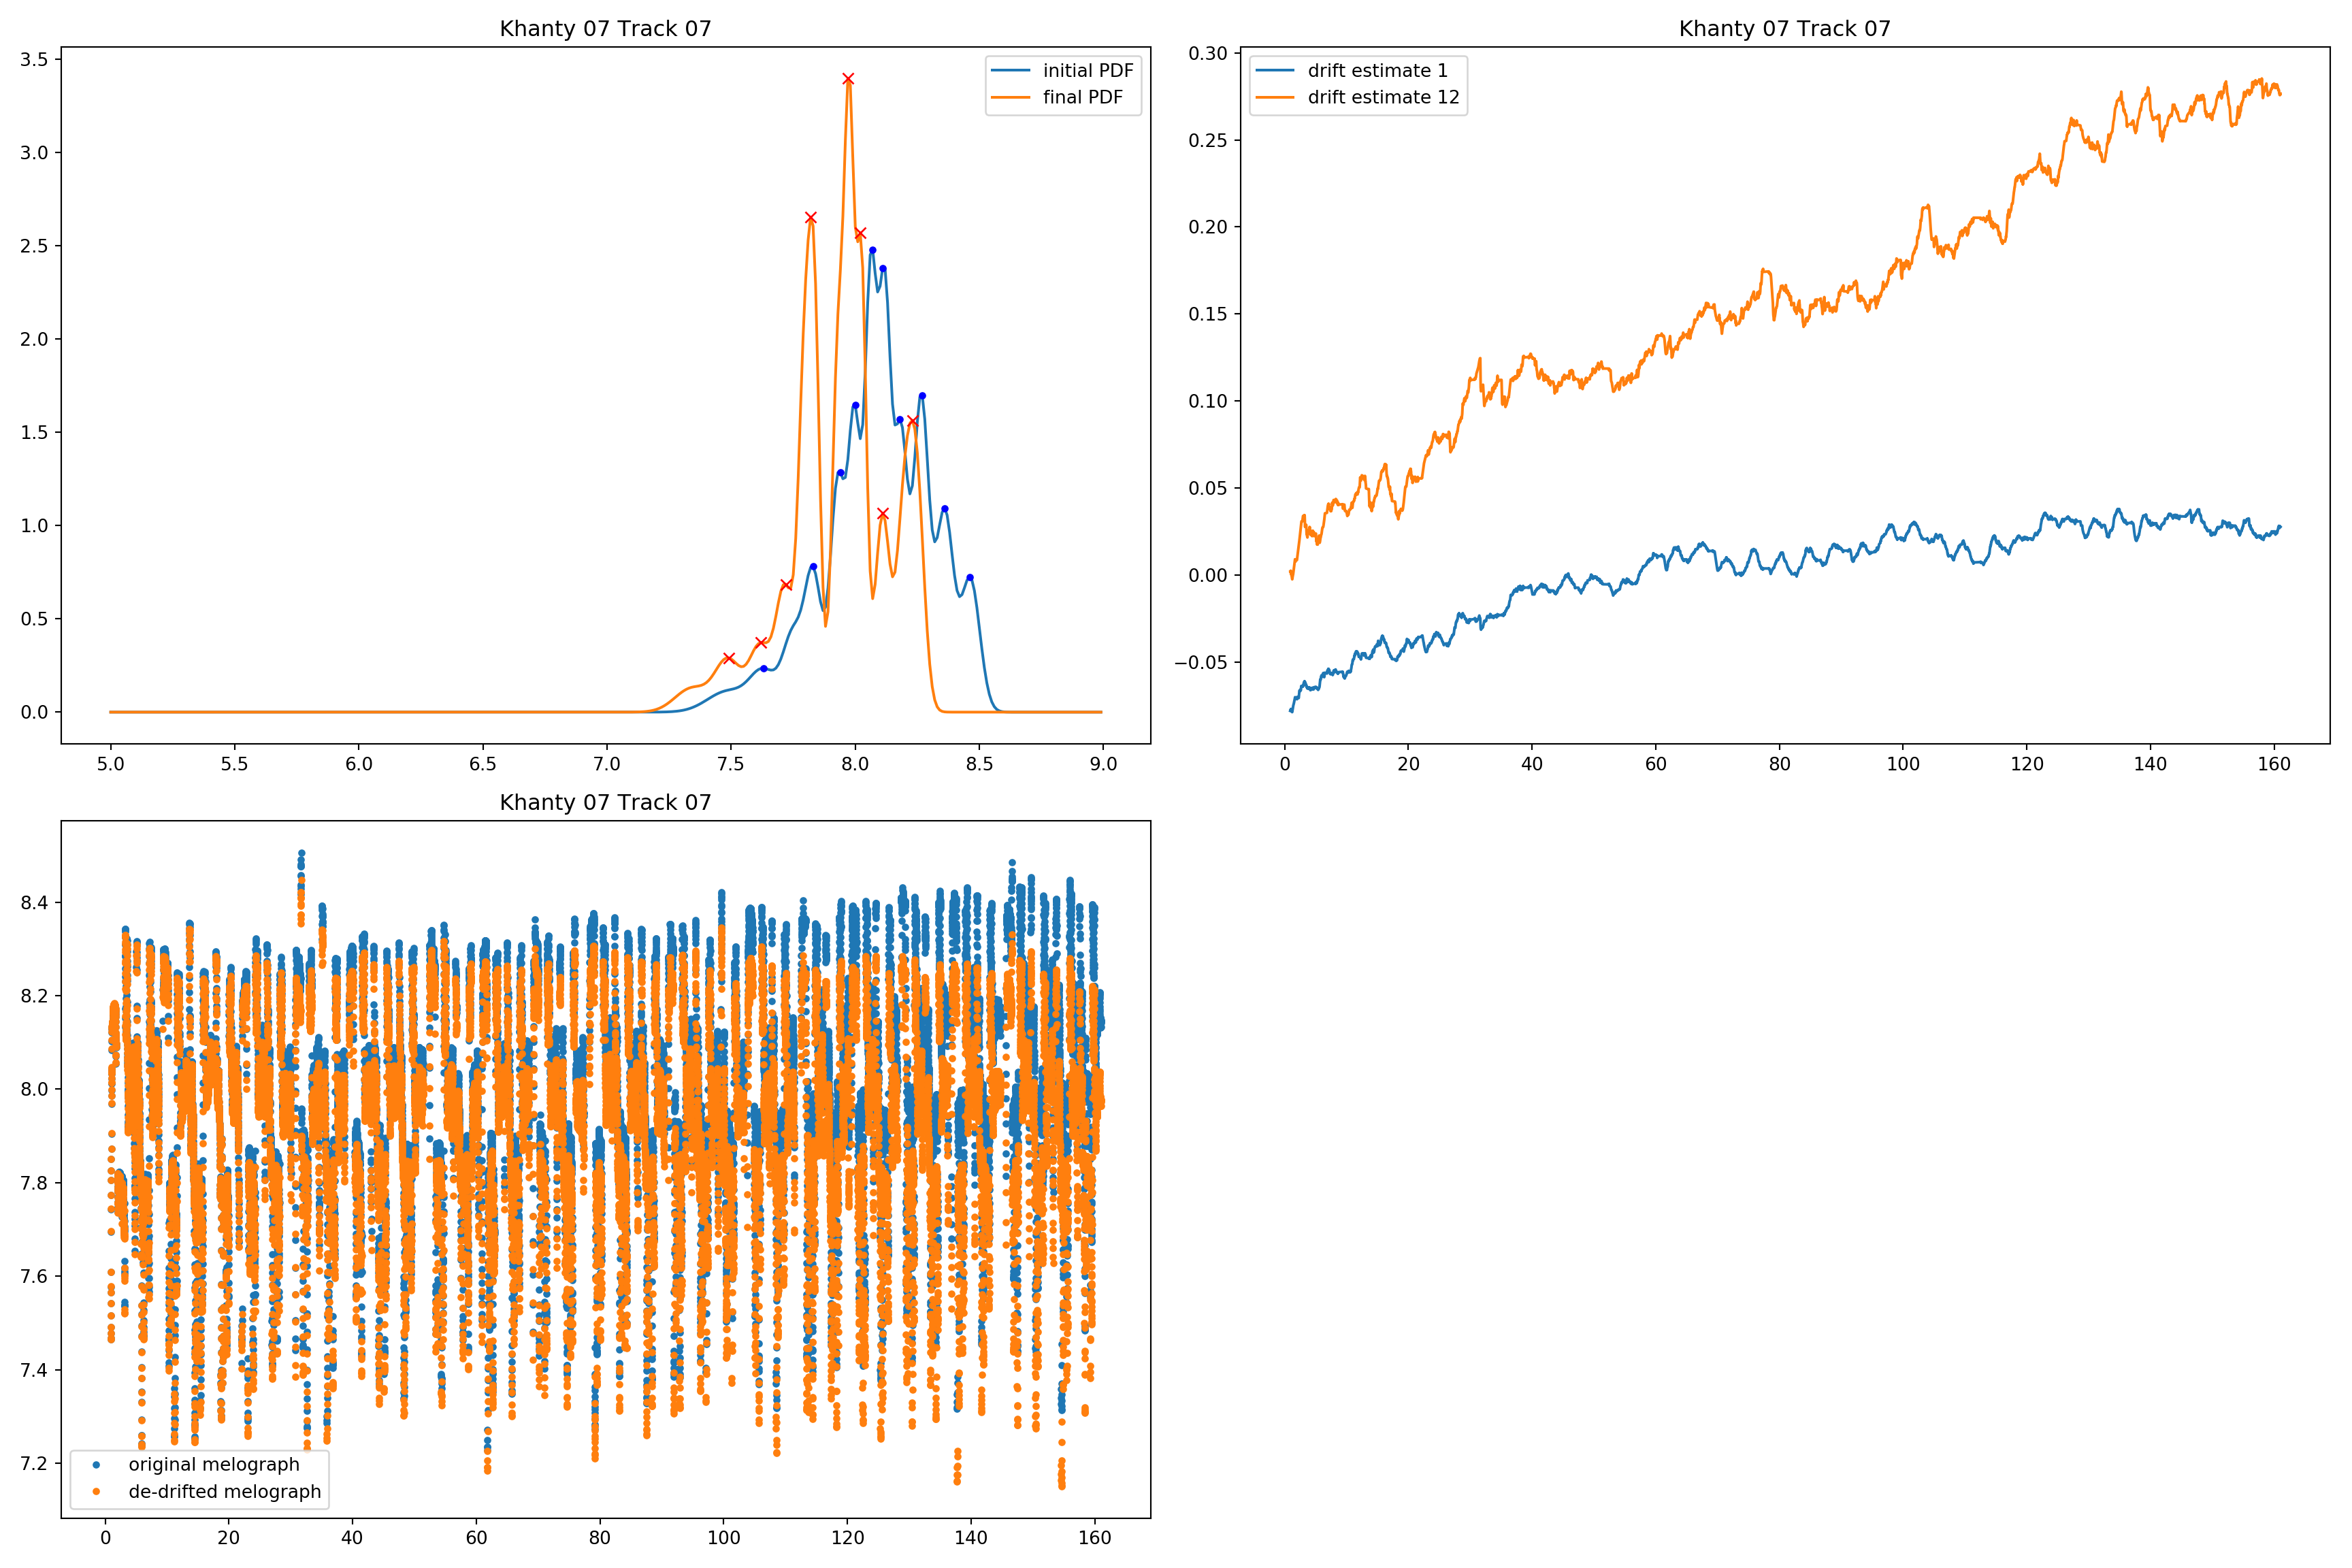 Khanty 07 Track 07
3.5
3.0
2.5
2.0
1.5
1.0
0.5
0.0
initial PDF
final PDF
5.0 5.5 6.0 6.5 7.0 7.5 8.0 8.5 9.0
Khanty 07 Track 07
0.30
0.25
0.20
0.15
0.10
0.05
0.00
−0.05
drift estimate 1
drift estimate 12
0 20 40 60 80 100 120 140 160
Khanty 07 Track 07
8.4
8.2
8.0
7.8
7.6
7.4
7.2
original melograph
de-drifted melograph
0 20 40 60 80 100 120 140 160